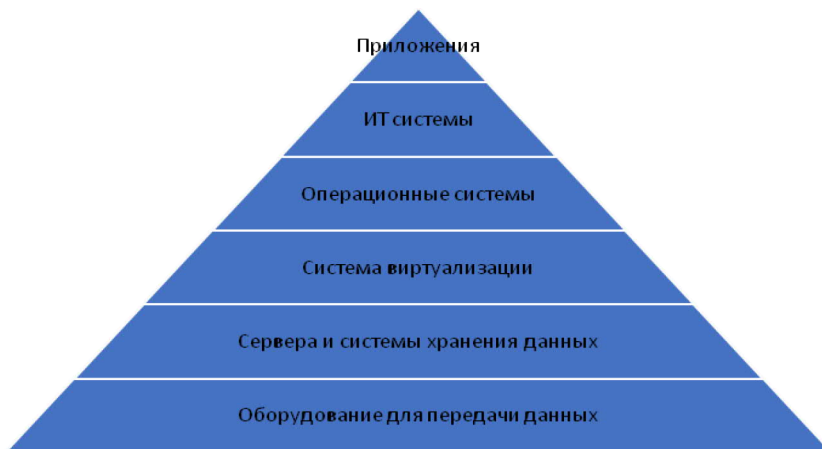 Приложения
ИТ системы
Операционные системы
Система виртуализации
Сервера и системы хранения данных
Оборудование для передачи данных